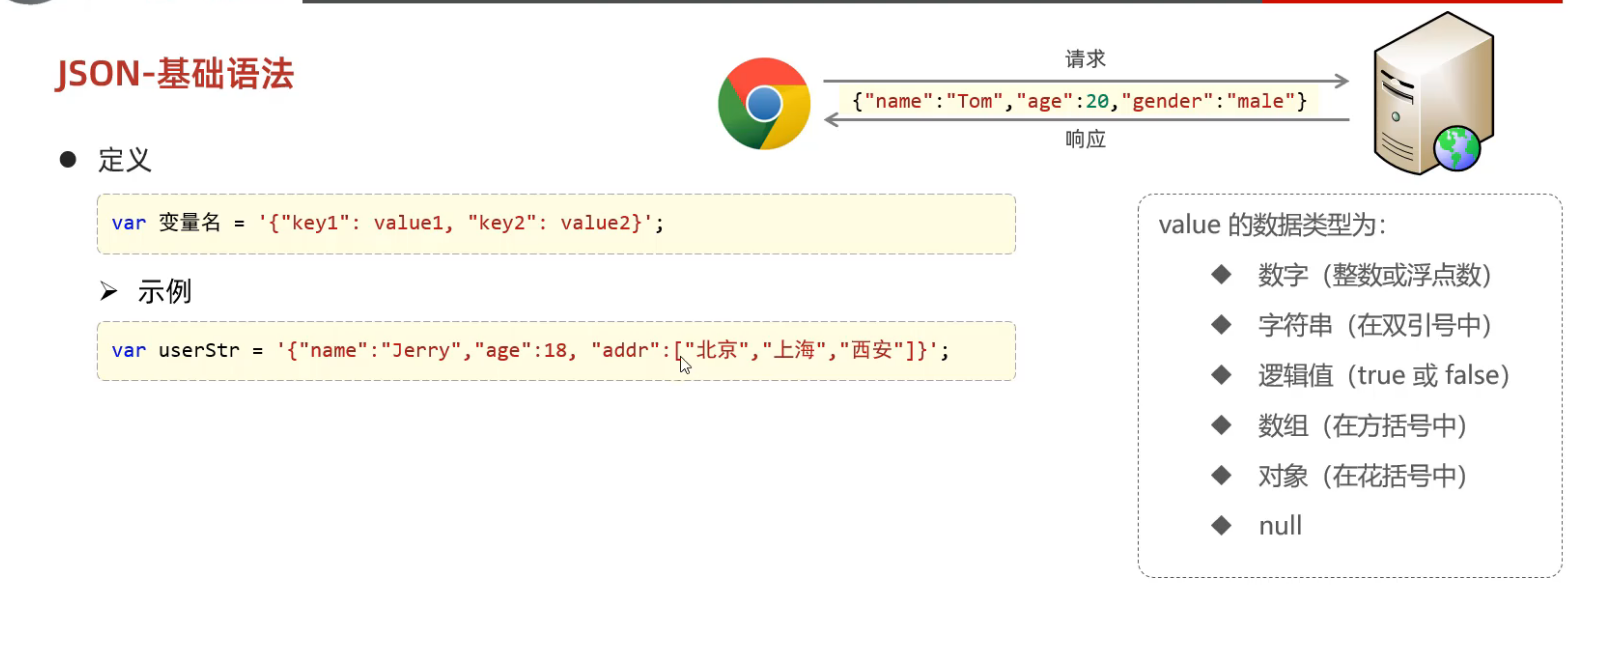 JSON-基础语法
请求
{"name":"Tom","age":20,"gender":"male"}
响应
定义
var 变量名 = '{"key1": value1, "key2": value2}';
示例
var userStr = '{"name":"Jerry","age":18, "addr":["北京","上海","西安"]}';
value 的数据类型为：
数字（整数或浮点数）
字符串（在双引号中）
逻辑值（true 或 false）
数组（在方括号中）
对象（在花括号中）
null